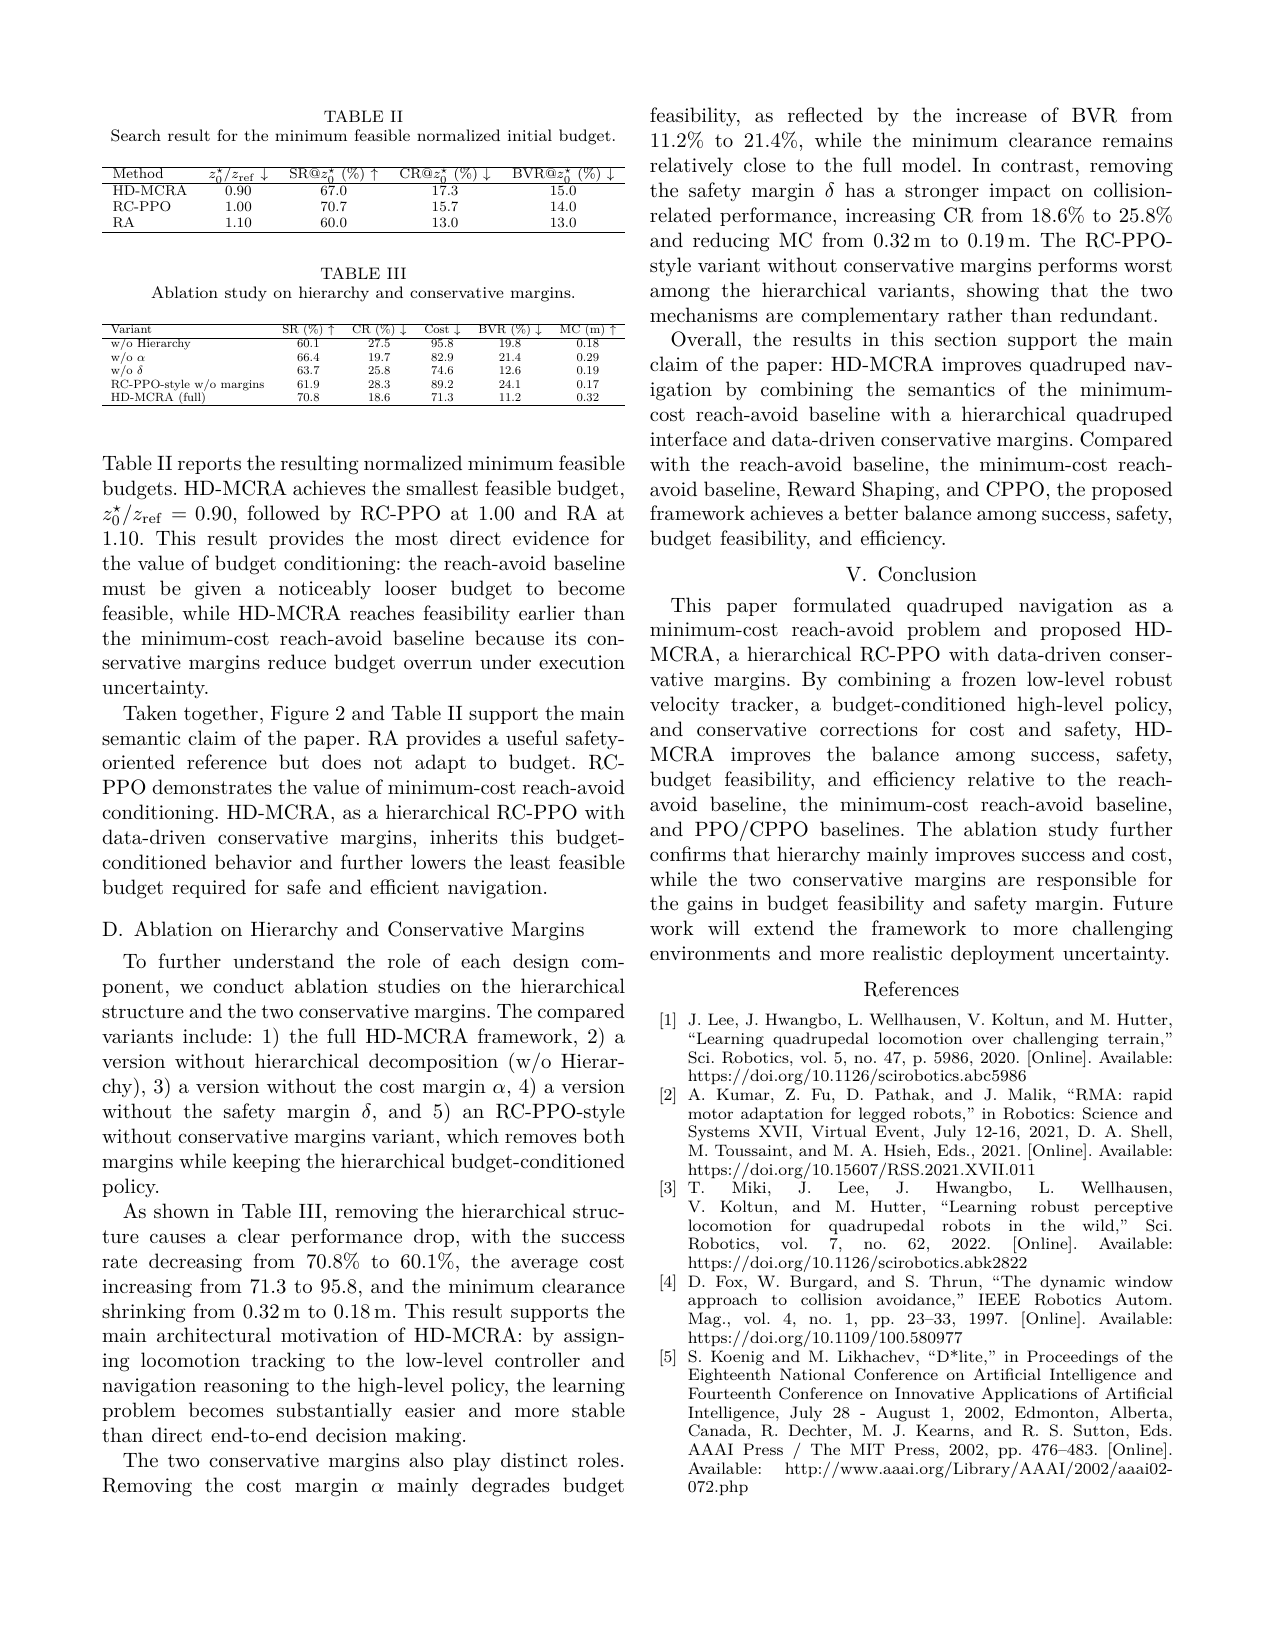 TABLE II
Search result for the minimum feasible normalized initial budget.
Method z₀⋆/z_ref ↓ SR@z₀⋆ (%) ↑ CR@z₀⋆ (%) ↓ BVR@z₀⋆ (%) ↓
HD-MCRA 0.90 67.0 17.3 15.0
RC-PPO 1.00 70.7 15.7 14.0
RA 1.10 60.0 13.0 13.0
TABLE III
Ablation study on hierarchy and conservative margins.
Variant SR (%) ↑ CR (%) ↓ Cost ↓ BVR (%) ↓ MC (m) ↑
w/o Hierarchy 60.1 27.5 95.8 19.8 0.18
w/o α 66.4 19.7 82.9 21.4 0.29
w/o δ 63.7 25.8 74.6 12.6 0.19
RC-PPO-style w/o margins 61.9 28.3 89.2 24.1 0.17
HD-MCRA (full) 70.8 18.6 71.3 11.2 0.32
Table II reports the resulting normalized minimum feasible
budgets. HD-MCRA achieves the smallest feasible budget,
z₀⋆/z_ref = 0.90, followed by RC-PPO at 1.00 and RA at
1.10. This result provides the most direct evidence for
the value of budget conditioning: the reach-avoid baseline
must be given a noticeably looser budget to become
feasible, while HD-MCRA reaches feasibility earlier than
the minimum-cost reach-avoid baseline because its con-
servative margins reduce budget overrun under execution
uncertainty.
Taken together, Figure 2 and Table II support the main
semantic claim of the paper. RA provides a useful safety-
oriented reference but does not adapt to budget. RC-
PPO demonstrates the value of minimum-cost reach-avoid
conditioning. HD-MCRA, as a hierarchical RC-PPO with
data-driven conservative margins, inherits this budget-
conditioned behavior and further lowers the least feasible
budget required for safe and efficient navigation.
D. Ablation on Hierarchy and Conservative Margins
To further understand the role of each design com-
ponent, we conduct ablation studies on the hierarchical
structure and the two conservative margins. The compared
variants include: 1) the full HD-MCRA framework, 2) a
version without hierarchical decomposition (w/o Hierar-
chy), 3) a version without the cost margin α, 4) a version
without the safety margin δ, and 5) an RC-PPO-style
without conservative margins variant, which removes both
margins while keeping the hierarchical budget-conditioned
policy.
As shown in Table III, removing the hierarchical struc-
ture causes a clear performance drop, with the success
rate decreasing from 70.8% to 60.1%, the average cost
increasing from 71.3 to 95.8, and the minimum clearance
shrinking from 0.32 m to 0.18 m. This result supports the
main architectural motivation of HD-MCRA: by assign-
ing locomotion tracking to the low-level controller and
navigation reasoning to the high-level policy, the learning
problem becomes substantially easier and more stable
than direct end-to-end decision making.
The two conservative margins also play distinct roles.
Removing the cost margin α mainly degrades budget
feasibility, as reflected by the increase of BVR from
11.2% to 21.4%, while the minimum clearance remains
relatively close to the full model. In contrast, removing
the safety margin δ has a stronger impact on collision-
related performance, increasing CR from 18.6% to 25.8%
and reducing MC from 0.32 m to 0.19 m. The RC-PPO-
style variant without conservative margins performs worst
among the hierarchical variants, showing that the two
mechanisms are complementary rather than redundant.
Overall, the results in this section support the main
claim of the paper: HD-MCRA improves quadruped nav-
igation by combining the semantics of the minimum-
cost reach-avoid baseline with a hierarchical quadruped
interface and data-driven conservative margins. Compared
with the reach-avoid baseline, the minimum-cost reach-
avoid baseline, Reward Shaping, and CPPO, the proposed
framework achieves a better balance among success, safety,
budget feasibility, and efficiency.
V. Conclusion
This paper formulated quadruped navigation as a
minimum-cost reach-avoid problem and proposed HD-
MCRA, a hierarchical RC-PPO with data-driven conser-
vative margins. By combining a frozen low-level robust
velocity tracker, a budget-conditioned high-level policy,
and conservative corrections for cost and safety, HD-
MCRA improves the balance among success, safety,
budget feasibility, and efficiency relative to the reach-
avoid baseline, the minimum-cost reach-avoid baseline,
and PPO/CPPO baselines. The ablation study further
confirms that hierarchy mainly improves success and cost,
while the two conservative margins are responsible for
the gains in budget feasibility and safety margin. Future
work will extend the framework to more challenging
environments and more realistic deployment uncertainty.
References
[1] J. Lee, J. Hwangbo, L. Wellhausen, V. Koltun, and M. Hutter,
“Learning quadrupedal locomotion over challenging terrain,”
Sci. Robotics, vol. 5, no. 47, p. 5986, 2020. [Online]. Available:
https://doi.org/10.1126/scirobotics.abc5986
[2] A. Kumar, Z. Fu, D. Pathak, and J. Malik, “RMA: rapid
motor adaptation for legged robots,” in Robotics: Science and
Systems XVII, Virtual Event, July 12-16, 2021, D. A. Shell,
M. Toussaint, and M. A. Hsieh, Eds., 2021. [Online]. Available:
https://doi.org/10.15607/RSS.2021.XVII.011
[3] T. Miki, J. Lee, J. Hwangbo, L. Wellhausen,
V. Koltun, and M. Hutter, “Learning robust perceptive
locomotion for quadrupedal robots in the wild,” Sci.
Robotics, vol. 7, no. 62, 2022. [Online]. Available:
https://doi.org/10.1126/scirobotics.abk2822
[4] D. Fox, W. Burgard, and S. Thrun, “The dynamic window
approach to collision avoidance,” IEEE Robotics Autom.
Mag., vol. 4, no. 1, pp. 23–33, 1997. [Online]. Available:
https://doi.org/10.1109/100.580977
[5] S. Koenig and M. Likhachev, “D*lite,” in Proceedings of the
Eighteenth National Conference on Artificial Intelligence and
Fourteenth Conference on Innovative Applications of Artificial
Intelligence, July 28 - August 1, 2002, Edmonton, Alberta,
Canada, R. Dechter, M. J. Kearns, and R. S. Sutton, Eds.
AAAI Press / The MIT Press, 2002, pp. 476–483. [Online].
Available: http://www.aaai.org/Library/AAAI/2002/aaai02-
072.php